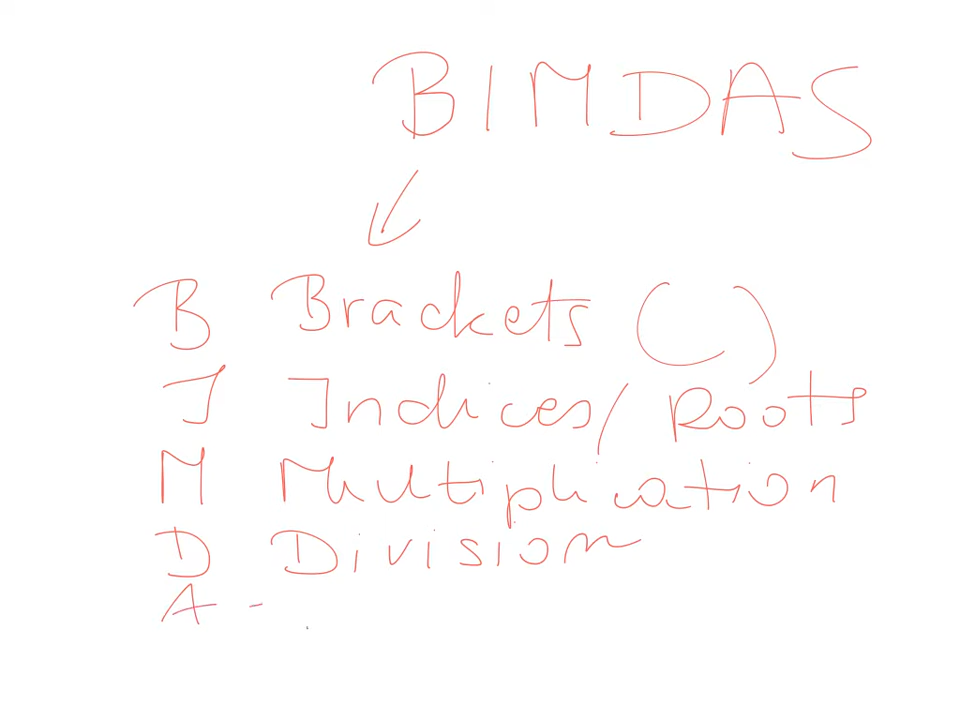 BIMDAS
B Brackets ( )
I Indices/Roots
M Multiplication
D Division
A -